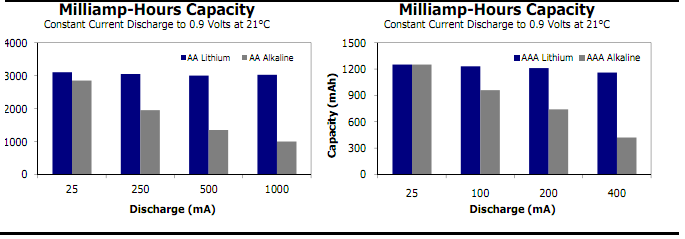 Milliamp-Hours Capacity
Constant Current Discharge to 0.9 Volts at 21°C
AA Lithium AA Alkaline
4000
3000
2000
1000
0
25 250 500 1000
Discharge (mA)
Milliamp-Hours Capacity
Constant Current Discharge to 0.9 Volts at 21°C
AAA Lithium AAA Alkaline
Capacity (mAh)
1500
1200
900
600
300
0
25 100 200 400
Discharge (mA)